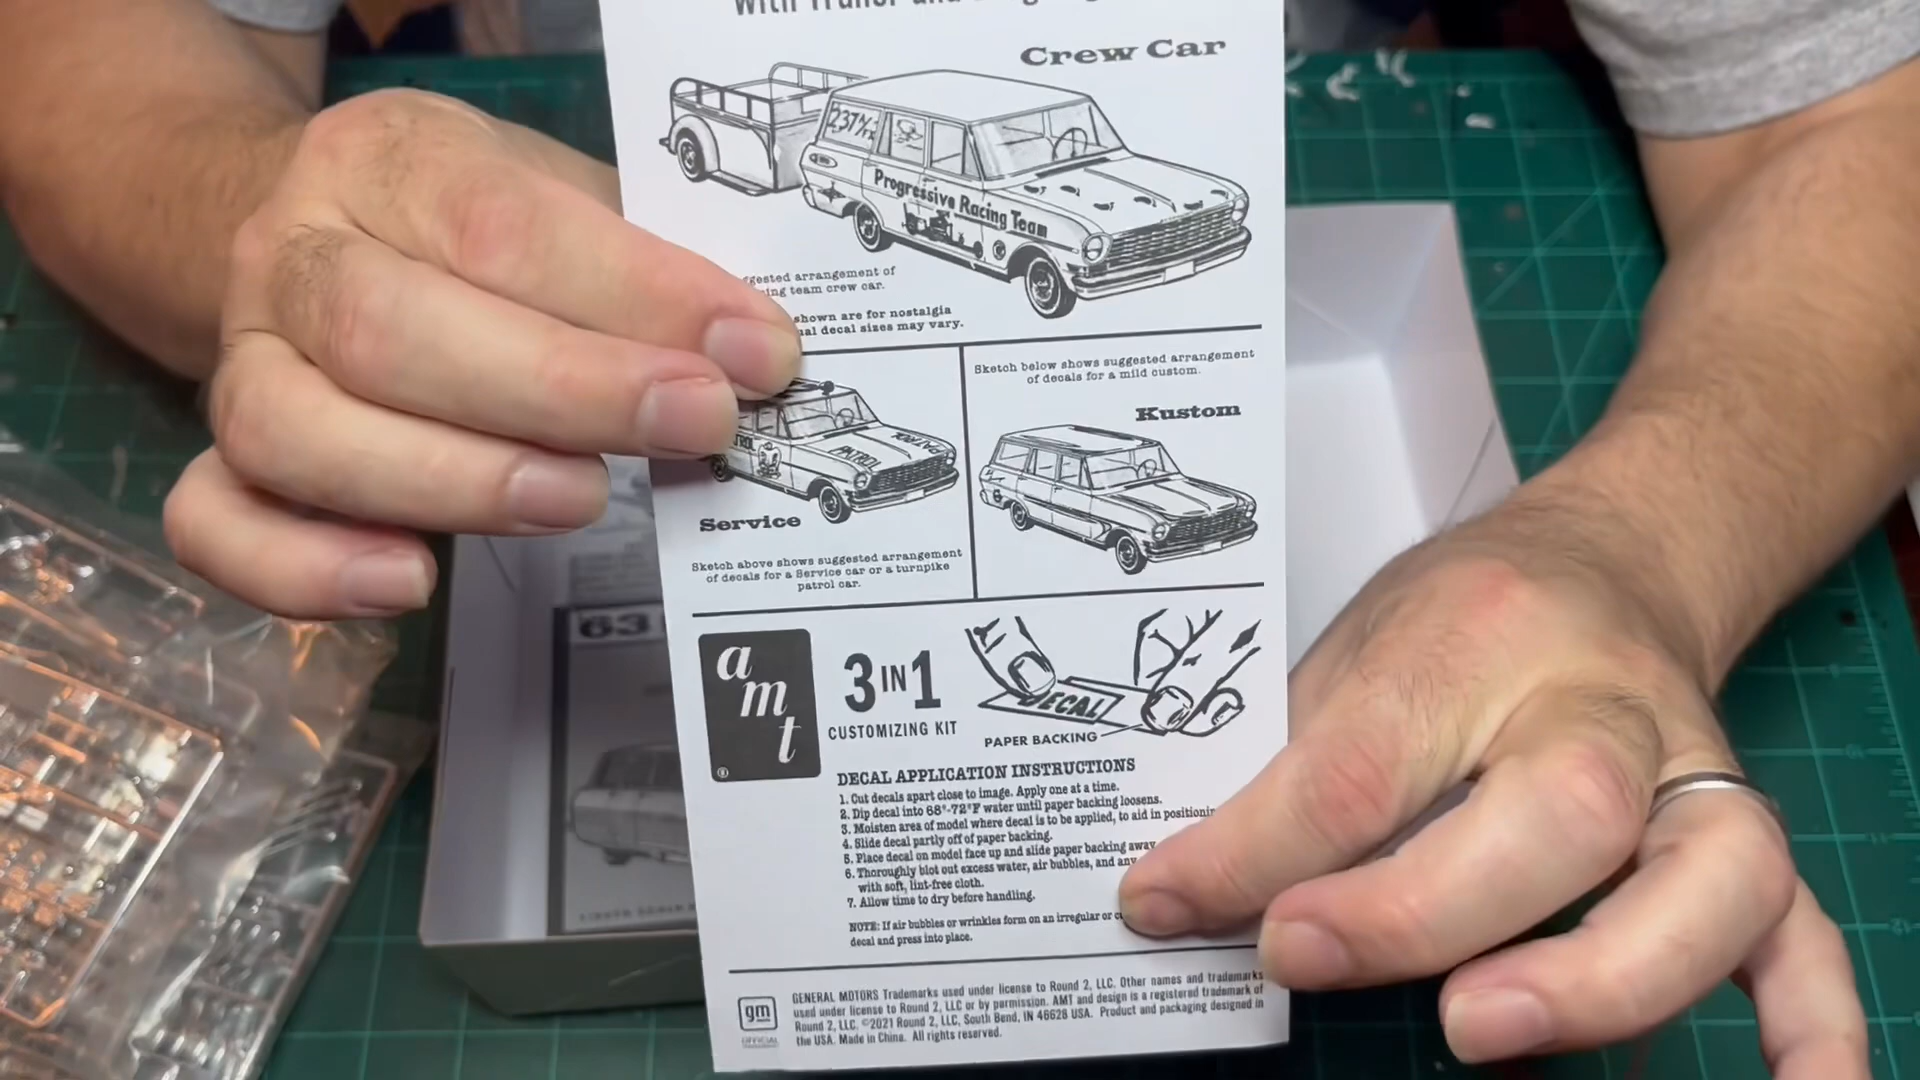 With Trailer and
Crew Car
237
Progressive Racing Team
arrangement of
team crew car.
shown are for nostalgia
decal sizes may vary.
Sketch below shows suggested arrangement
of decals for a mild custom.
Kustom
PATROL
PATROL
Service
Sketch above shows suggested arrangement
of decals for a Service car or a turnpike
patrol car.
63
amt
3 IN 1
CUSTOMIZING KIT
DECAL
PAPER BACKING
DECAL APPLICATION INSTRUCTIONS
1. Cut decals apart close to image. Apply one at a time.
2. Dip decal into 68°-72°F water until paper backing loosens.
3. Moisten area of model where decal is to be applied, to aid in positionin
4. Slide decal partly off of paper backing.
5. Place decal on model face up and slide paper backing away
6. Thoroughly blot out excess water, air bubbles, and any
with soft, lint-free cloth.
7. Allow time to dry before handling.
NOTE: If air bubbles or wrinkles form on an irregular or
decal and press into place.
gm
OFFICIAL
GENERAL MOTORS Trademarks used under license to Round 2, LLC. Other names and trademarks
used under license to Round 2, LLC or by permission. AMT and design is a registered trademark of
Round 2, LLC. ©2021 Round 2, LLC, South Bend, IN 46628 USA. Product and packaging designed in
the USA. Made in China. All rights reserved.